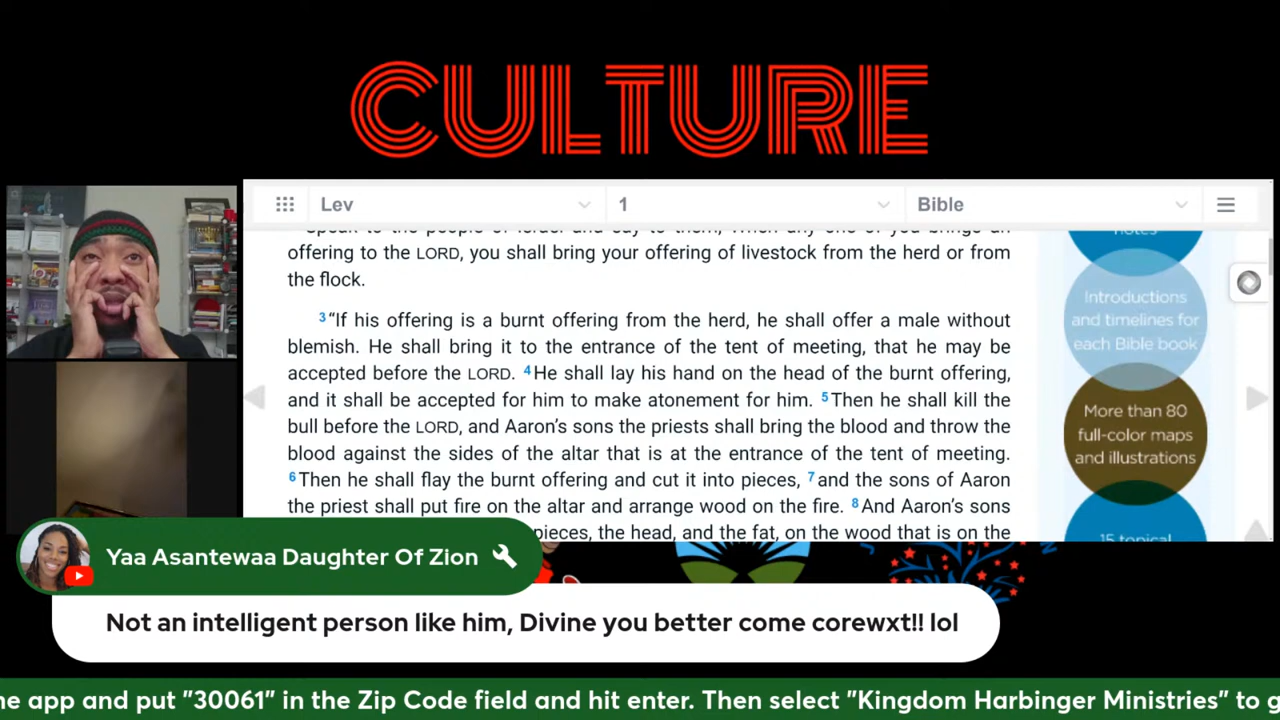 CULTURE
Lev 1 Bible
offering to the LORD, you shall bring your offering of livestock from the herd or from
the flock.
3“If his offering is a burnt offering from the herd, he shall offer a male without
blemish. He shall bring it to the entrance of the tent of meeting, that he may be
accepted before the LORD. 4He shall lay his hand on the head of the burnt offering,
and it shall be accepted for him to make atonement for him. 5Then he shall kill the
bull before the LORD, and Aaron’s sons the priests shall bring the blood and throw the
blood against the sides of the altar that is at the entrance of the tent of meeting.
6Then he shall flay the burnt offering and cut it into pieces, 7and the sons of Aaron
the priest shall put fire on the altar and arrange wood on the fire. 8And Aaron’s sons
pieces, the head, and the fat, on the wood that is on the
notes
Introductions
and timelines for
each Bible book
More than 80
full-color maps
and illustrations
15 topical
Yaa Asantewaa Daughter Of Zion
Not an intelligent person like him, Divine you better come corewxt!! lol
he app and put "30061" in the Zip Code field and hit enter. Then select "Kingdom Harbinger Ministries" to g